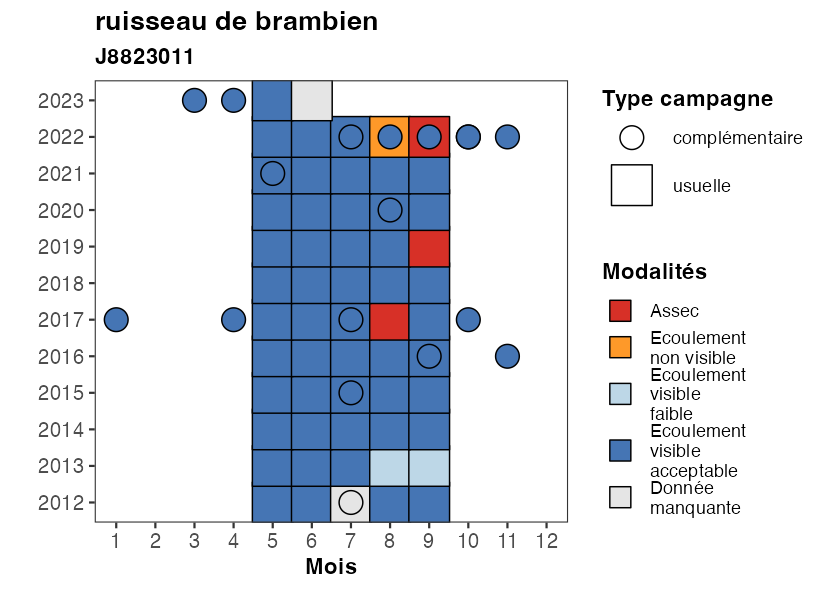 ruisseau de brambien
J8823011
2023
2022
2021
2020
2019
2018
2017
2016
2015
2014
2013
2012
1 2 3 4 5 6 7 8 9 10 11 12
Mois
Type campagne
complémentaire
usuelle
Modalités
Assec
Ecoulement
non visible
Ecoulement
visible
faible
Ecoulement
visible
acceptable
Donnée
manquante